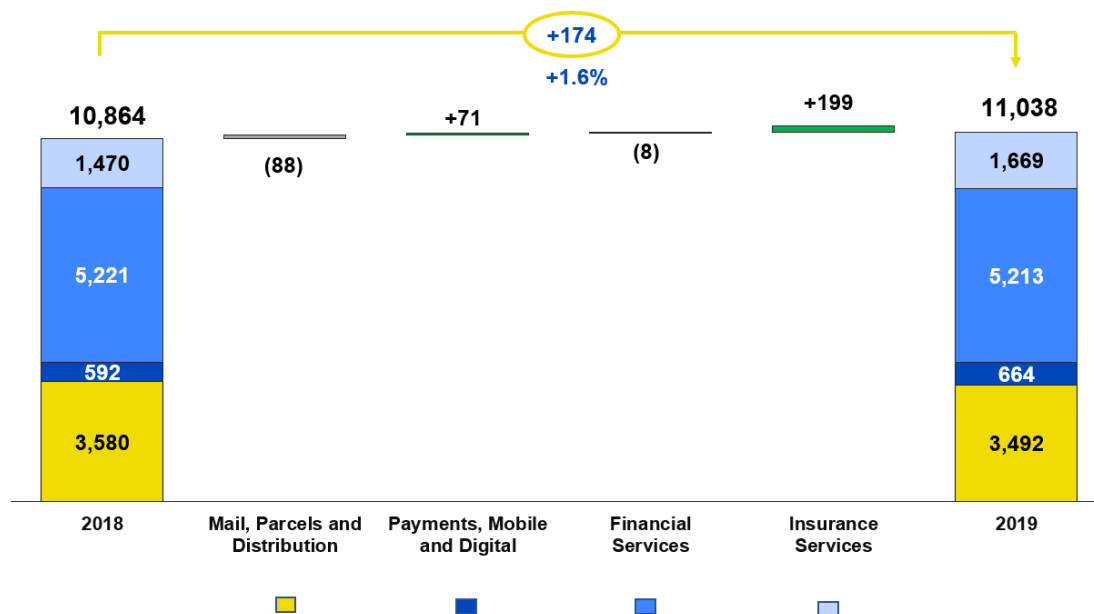 +174
+1.6%
10,864
+71
+199
11,038
(88)
(8)
1,470
1,669
5,221
5,213
592
664
3,580
3,492
2018
Mail, Parcels and
Distribution
Payments, Mobile
and Digital
Financial
Services
Insurance
Services
2019